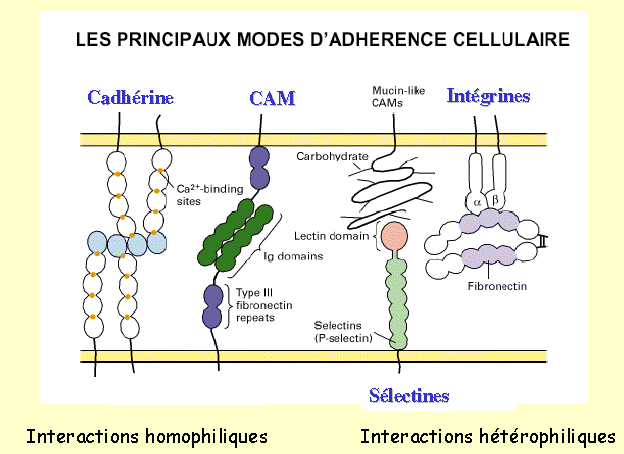 LES PRINCIPAUX MODES D'ADHERENCE CELLULAIRE
Cadhérine
CAM
Mucin-like
CAMs
Intégrines
Carbohydrate
Ca²⁺-binding
sites
α
β
Lectin domain
Ilg domains
Fibronectin
Type III
fibronectin
repeats
Selectins
(P-selectin)
Sélectines
Interactions homophiliques
Interactions hétérophiliques